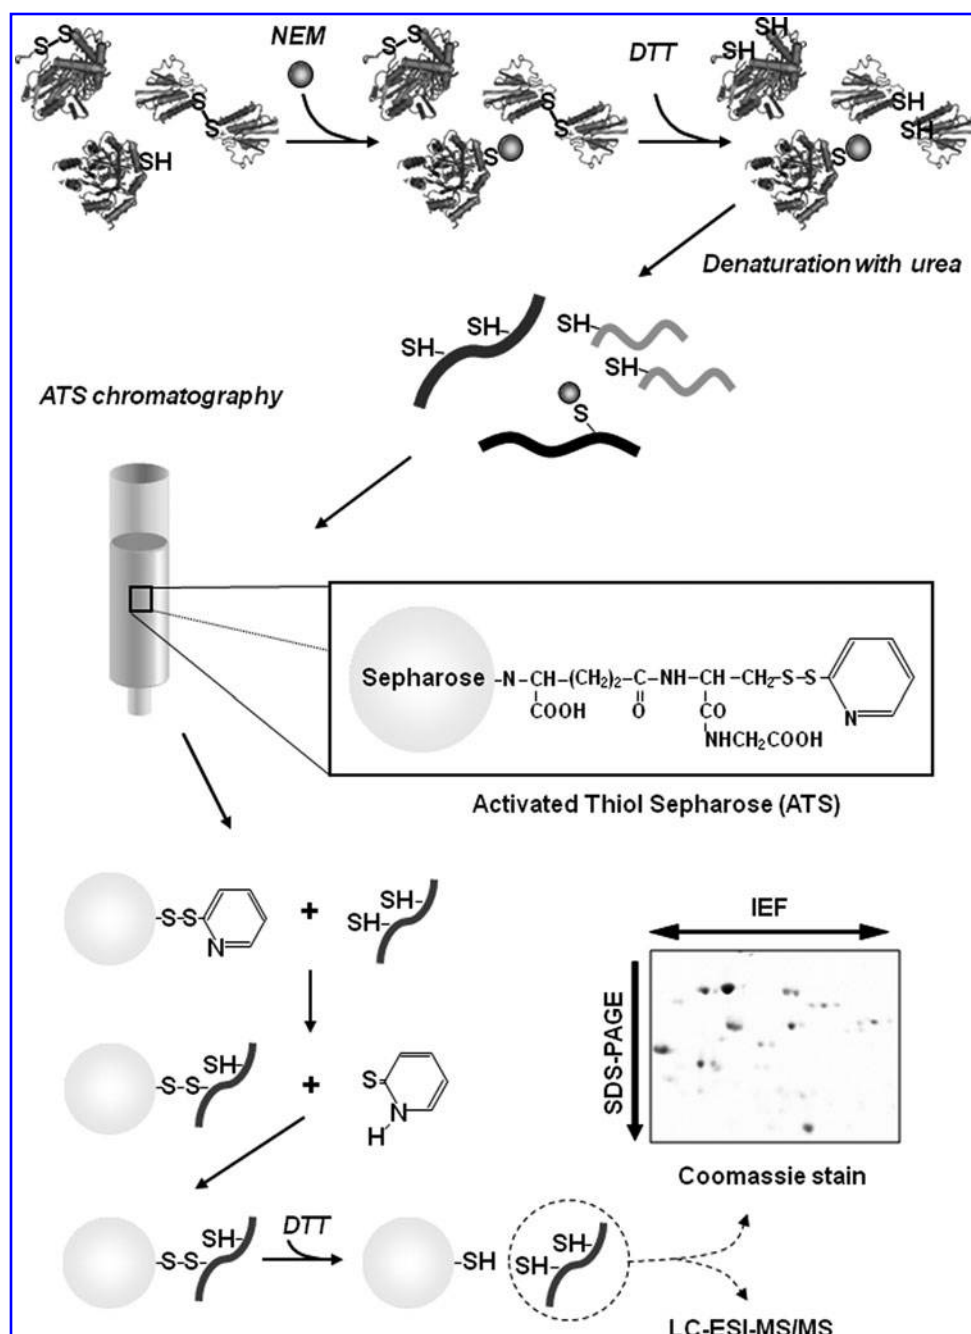 NEM
DTT
S-S
S
S
SH
S-S
S
S
S
SH
SH
SH
SH
S
Denaturation with urea
SH
SH
SH
SH
S
ATS chromatography
Sepharose -N-CH-(CH₂)₂-C-NH-CH-CH₂-S-S
COOH O CO N
NHCH₂COOH
Activated Thiol Sepharose (ATS)
-S-S N + SH SH
IEF
SDS-PAGE
-S-S- SH + S= N H
Coomassie stain
-S-S- SH DTT -SH SH SH
LC-ESI-MS/MS